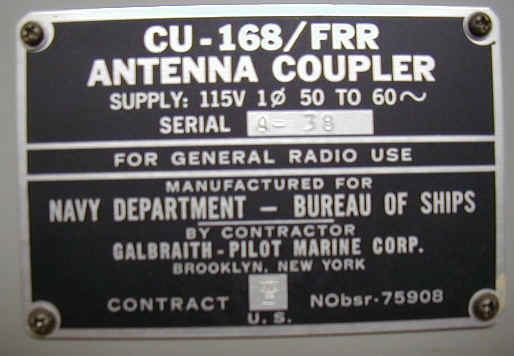 CU-168/FRR
ANTENNA COUPLER
SUPPLY: 115V 1Ø 50 TO 60~
SERIAL A-38
FOR GENERAL RADIO USE
MANUFACTURED FOR
NAVY DEPARTMENT — BUREAU OF SHIPS
BY CONTRACTOR
GALBRAITH-PILOT MARINE CORP.
BROOKLYN, NEW YORK
CONTRACT NObsr-75908
U. S.